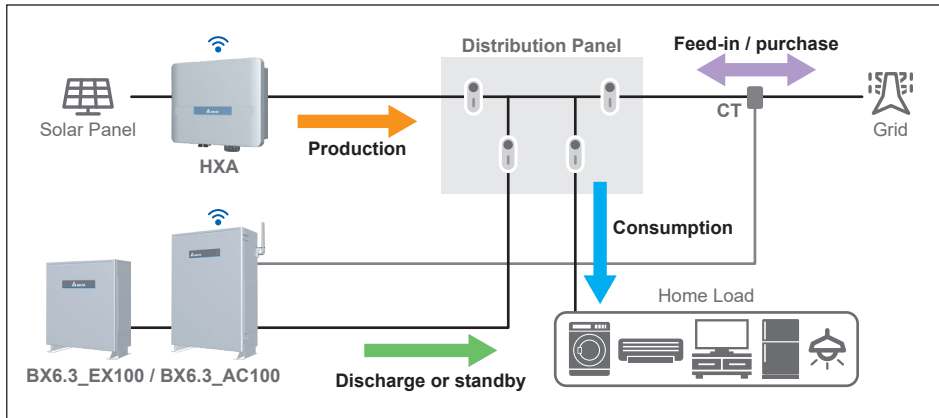 Distribution Panel
Feed-in / purchase
Solar Panel
HXA
Production
CT
Grid
Consumption
Home Load
BX6.3_EX100 / BX6.3_AC100
Discharge or standby